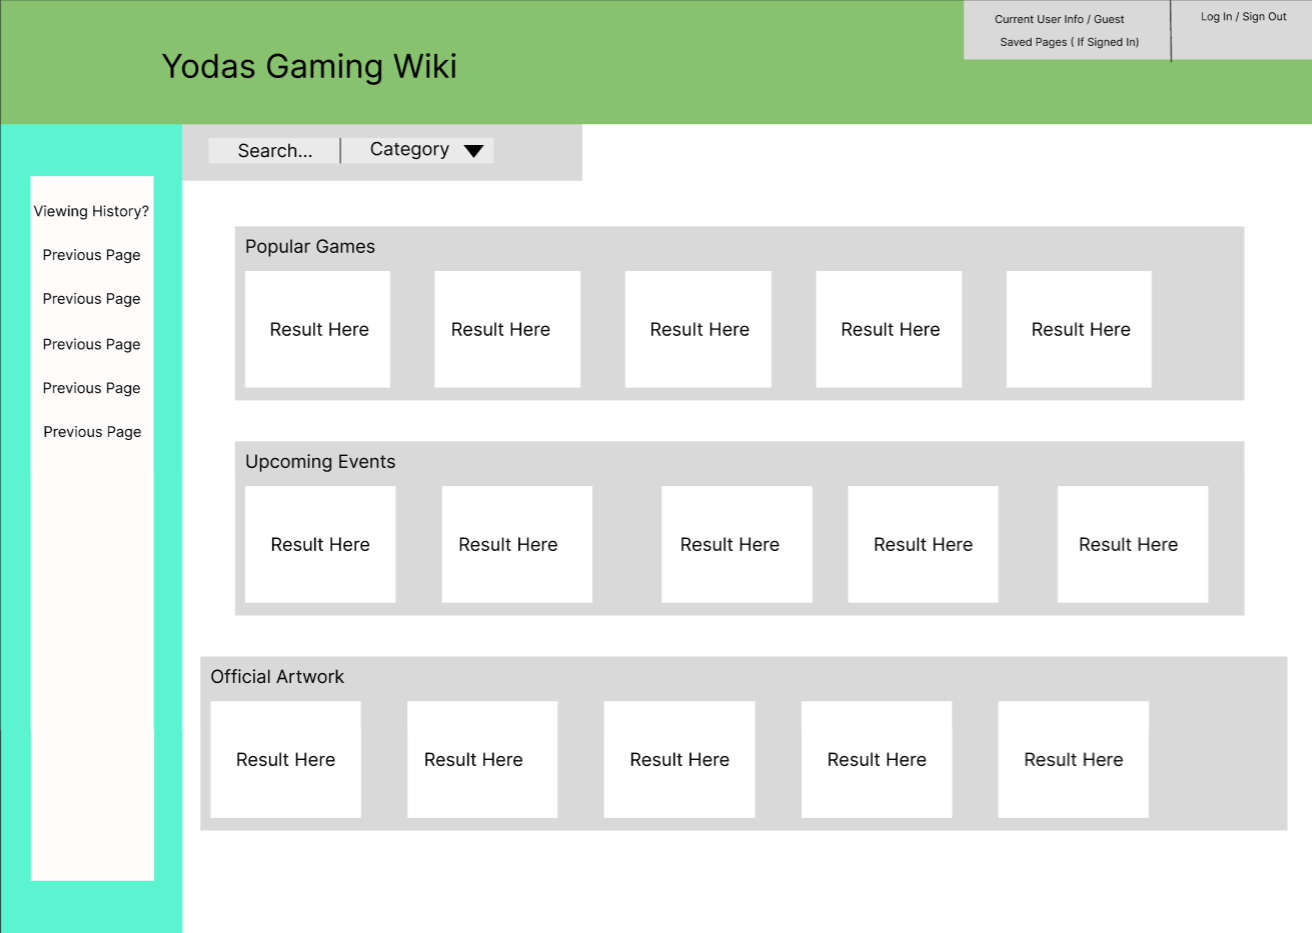 Current User Info / Guest
Log In / Sign Out
Saved Pages ( If Signed In)
Yodas Gaming Wiki
Search...
Category
Viewing History?
Previous Page
Previous Page
Previous Page
Previous Page
Previous Page
Popular Games
Result Here
Result Here
Result Here
Result Here
Result Here
Upcoming Events
Result Here
Result Here
Result Here
Result Here
Result Here
Official Artwork
Result Here
Result Here
Result Here
Result Here
Result Here